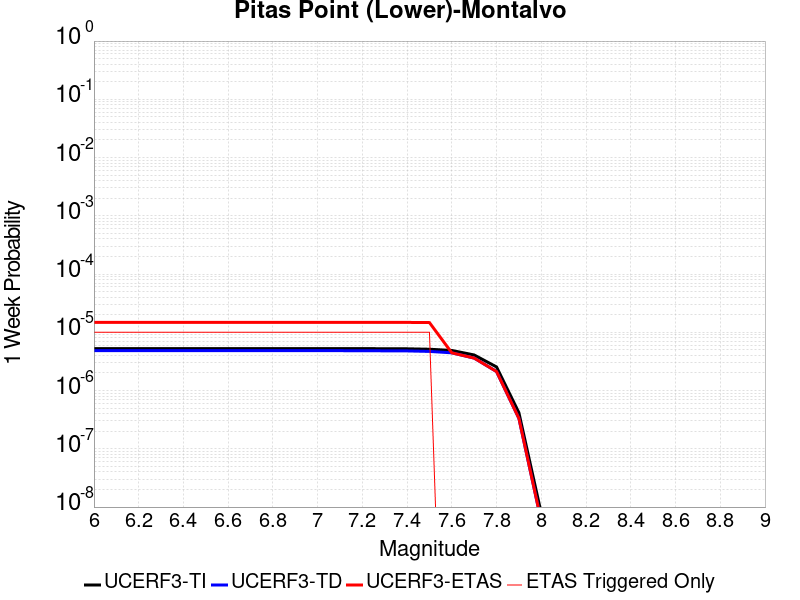 Pitas Point (Lower)-Montalvo
10^0
10^-1
10^-2
10^-3
10^-4
10^-5
10^-6
10^-7
10^-8
1 Week Probability
6 6.2 6.4 6.6 6.8 7 7.2 7.4 7.6 7.8 8 8.2 8.4 8.6 8.8 9
Magnitude
UCERF3-TI UCERF3-TD UCERF3-ETAS ETAS Triggered Only